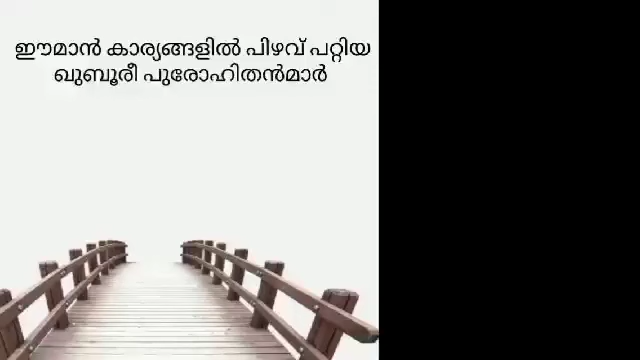 ഈമാൻ കാര്യങ്ങളിൽ പിഴവ് പറ്റിയ
ഖുബൂരീ പുരോഹിതൻമാർ